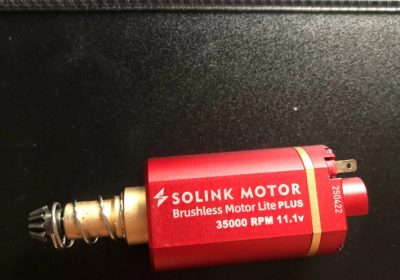 SOLINK MOTOR
Brushless Motor Lite PLUS
35000 RPM 11.1v
250422